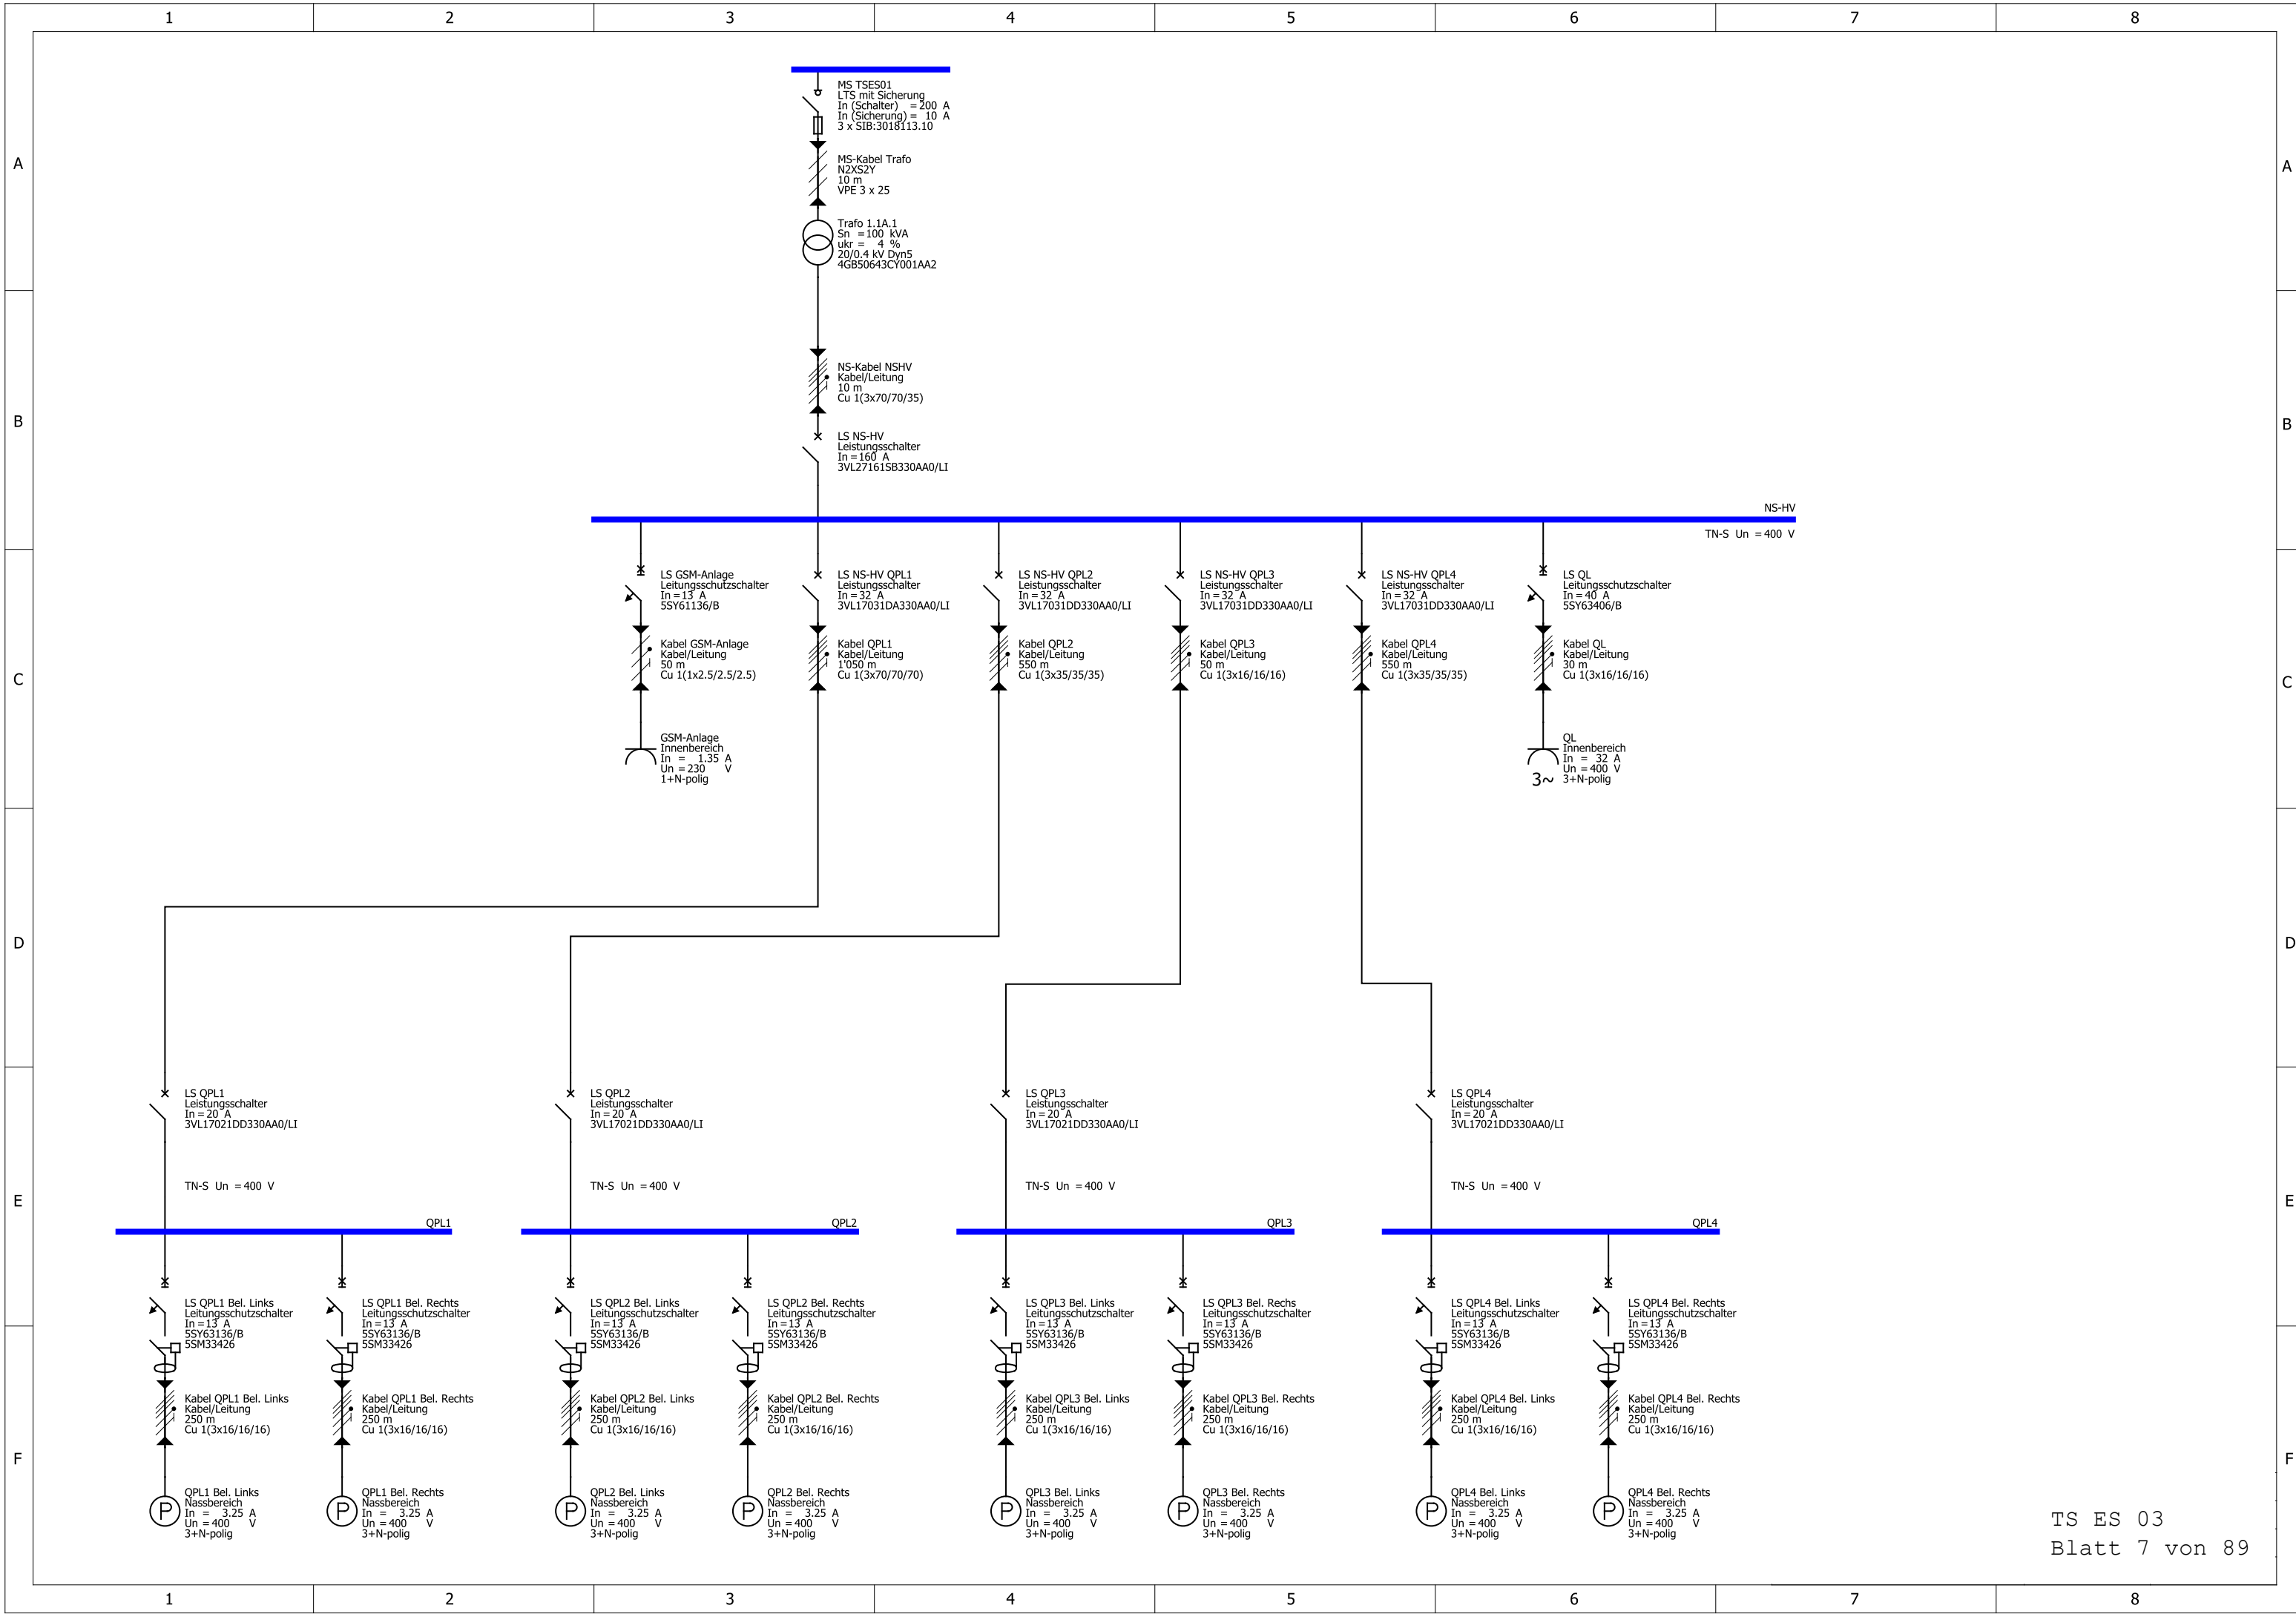 1 2 3 4 5 6 7 8
A A
B B
C C
D D
E E
F F
MS TSES01
LTS mit Sicherung
In (Schalter) = 200 A
In (Sicherung) = 10 A
3 x SIB:3018113.10
MS-Kabel Trafo
N2XS2Y
10 m
VPE 3 x 25
Trafo 1.1A.1
Sn = 100 kVA
ukr = 4 %
20/0.4 kV Dyn5
4GB50643CY001AA2
NS-Kabel NSHV
Kabel/Leitung
10 m
Cu 1(3x70/70/35)
LS NS-HV
Leistungsschalter
In = 160 A
3VL27161SB330AA0/LI
NS-HV
TN-S Un = 400 V
LS GSM-Anlage
Leitungsschutzschalter
In = 13 A
5SY61136/B
Kabel GSM-Anlage
Kabel/Leitung
50 m
Cu 1(1x2.5/2.5/2.5)
GSM-Anlage
Innenbereich
In = 1.35 A
Un = 230 V
1+N-polig
LS NS-HV QPL1
Leistungsschalter
In = 32 A
3VL17031DA330AA0/LI
Kabel QPL1
Kabel/Leitung
1'050 m
Cu 1(3x70/70/70)
LS NS-HV QPL2
Leistungsschalter
In = 32 A
3VL17031DD330AA0/LI
Kabel QPL2
Kabel/Leitung
550 m
Cu 1(3x35/35/35)
LS NS-HV QPL3
Leistungsschalter
In = 32 A
3VL17031DD330AA0/LI
Kabel QPL3
Kabel/Leitung
50 m
Cu 1(3x16/16/16)
LS NS-HV QPL4
Leistungsschalter
In = 32 A
3VL17031DD330AA0/LI
Kabel QPL4
Kabel/Leitung
550 m
Cu 1(3x35/35/35)
LS QL
Leitungsschutzschalter
In = 40 A
5SY63406/B
Kabel QL
Kabel/Leitung
30 m
Cu 1(3x16/16/16)
3~
QL
Innenbereich
In = 32 A
Un = 400 V
3+N-polig
LS QPL1
Leistungsschalter
In = 20 A
3VL17021DD330AA0/LI
TN-S Un = 400 V
QPL1
LS QPL2
Leistungsschalter
In = 20 A
3VL17021DD330AA0/LI
TN-S Un = 400 V
QPL2
LS QPL3
Leistungsschalter
In = 20 A
3VL17021DD330AA0/LI
TN-S Un = 400 V
QPL3
LS QPL4
Leistungsschalter
In = 20 A
3VL17021DD330AA0/LI
TN-S Un = 400 V
QPL4
LS QPL1 Bel. Links
Leitungsschutzschalter
In = 13 A
5SY63136/B
5SM33426
Kabel QPL1 Bel. Links
Kabel/Leitung
250 m
Cu 1(3x16/16/16)
P
QPL1 Bel. Links
Nassbereich
In = 3.25 A
Un = 400 V
3+N-polig
LS QPL1 Bel. Rechts
Leitungsschutzschalter
In = 13 A
5SY63136/B
5SM33426
Kabel QPL1 Bel. Rechts
Kabel/Leitung
250 m
Cu 1(3x16/16/16)
P
QPL1 Bel. Rechts
Nassbereich
In = 3.25 A
Un = 400 V
3+N-polig
LS QPL2 Bel. Links
Leitungsschutzschalter
In = 13 A
5SY63136/B
5SM33426
Kabel QPL2 Bel. Links
Kabel/Leitung
250 m
Cu 1(3x16/16/16)
P
QPL2 Bel. Links
Nassbereich
In = 3.25 A
Un = 400 V
3+N-polig
LS QPL2 Bel. Rechts
Leitungsschutzschalter
In = 13 A
5SY63136/B
5SM33426
Kabel QPL2 Bel. Rechts
Kabel/Leitung
250 m
Cu 1(3x16/16/16)
P
QPL2 Bel. Rechts
Nassbereich
In = 3.25 A
Un = 400 V
3+N-polig
LS QPL3 Bel. Links
Leitungsschutzschalter
In = 13 A
5SY63136/B
5SM33426
Kabel QPL3 Bel. Links
Kabel/Leitung
250 m
Cu 1(3x16/16/16)
P
QPL3 Bel. Links
Nassbereich
In = 3.25 A
Un = 400 V
3+N-polig
LS QPL3 Bel. Rechs
Leitungsschutzschalter
In = 13 A
5SY63136/B
5SM33426
Kabel QPL3 Bel. Rechts
Kabel/Leitung
250 m
Cu 1(3x16/16/16)
P
QPL3 Bel. Rechts
Nassbereich
In = 3.25 A
Un = 400 V
3+N-polig
LS QPL4 Bel. Links
Leitungsschutzschalter
In = 13 A
5SY63136/B
5SM33426
Kabel QPL4 Bel. Links
Kabel/Leitung
250 m
Cu 1(3x16/16/16)
P
QPL4 Bel. Links
Nassbereich
In = 3.25 A
Un = 400 V
3+N-polig
LS QPL4 Bel. Rechts
Leitungsschutzschalter
In = 13 A
5SY63136/B
5SM33426
Kabel QPL4 Bel. Rechts
Kabel/Leitung
250 m
Cu 1(3x16/16/16)
P
QPL4 Bel. Rechts
Nassbereich
In = 3.25 A
Un = 400 V
3+N-polig
TS ES 03
Blatt 7 von 89
1 2 3 4 5 6 7 8